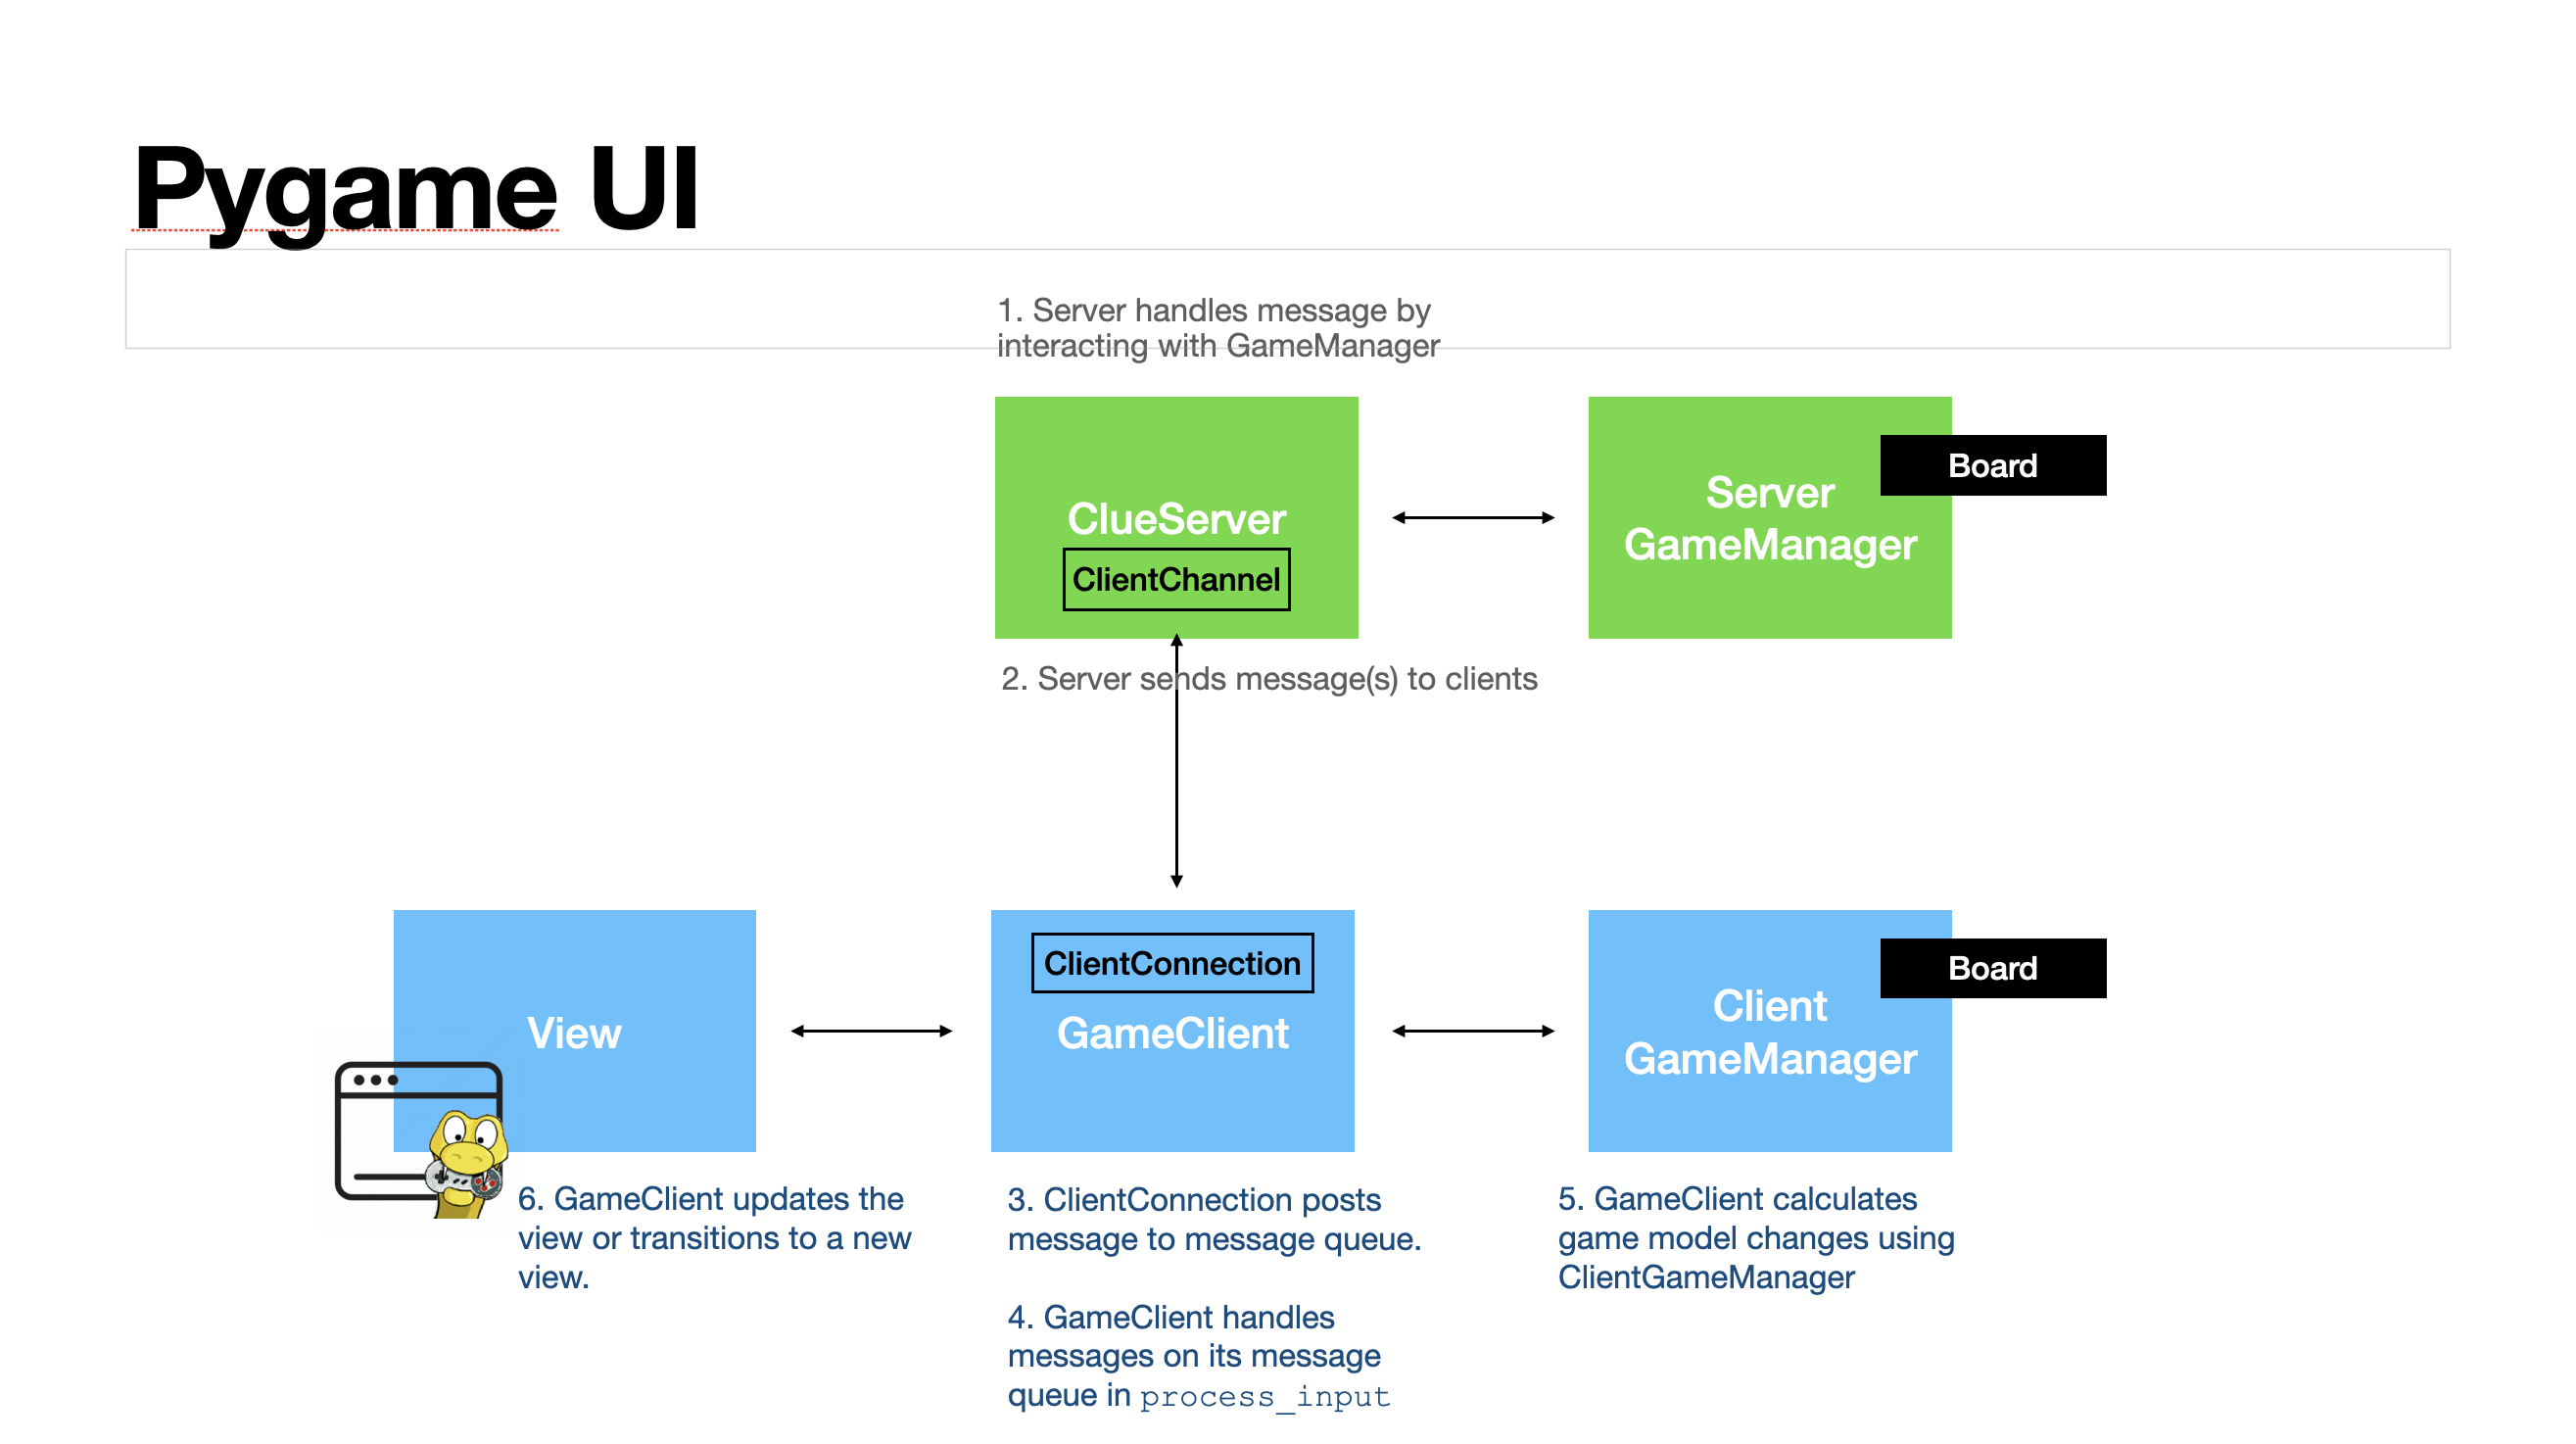 Pygame UI
1. Server handles message by
interacting with GameManager
ClueServer
ClientChannel
Server
GameManager
Board
2. Server sends message(s) to clients
View
ClientConnection
GameClient
Client
GameManager
Board
6. GameClient updates the
view or transitions to a new
view.
3. ClientConnection posts
message to message queue.
4. GameClient handles
messages on its message
queue in process_input
5. GameClient calculates
game model changes using
ClientGameManager